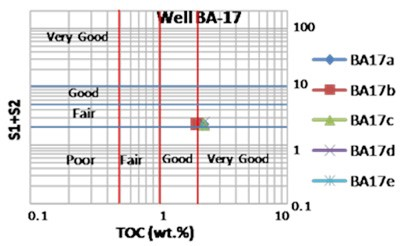 Well BA-17
100
Very Good
BA17a
10
Good
BA17b
Fair
S1+S2
BA17c
1
BA17d
Poor Fair Good Very Good
BA17e
0.1
0.1 1 10
TOC (wt.%)